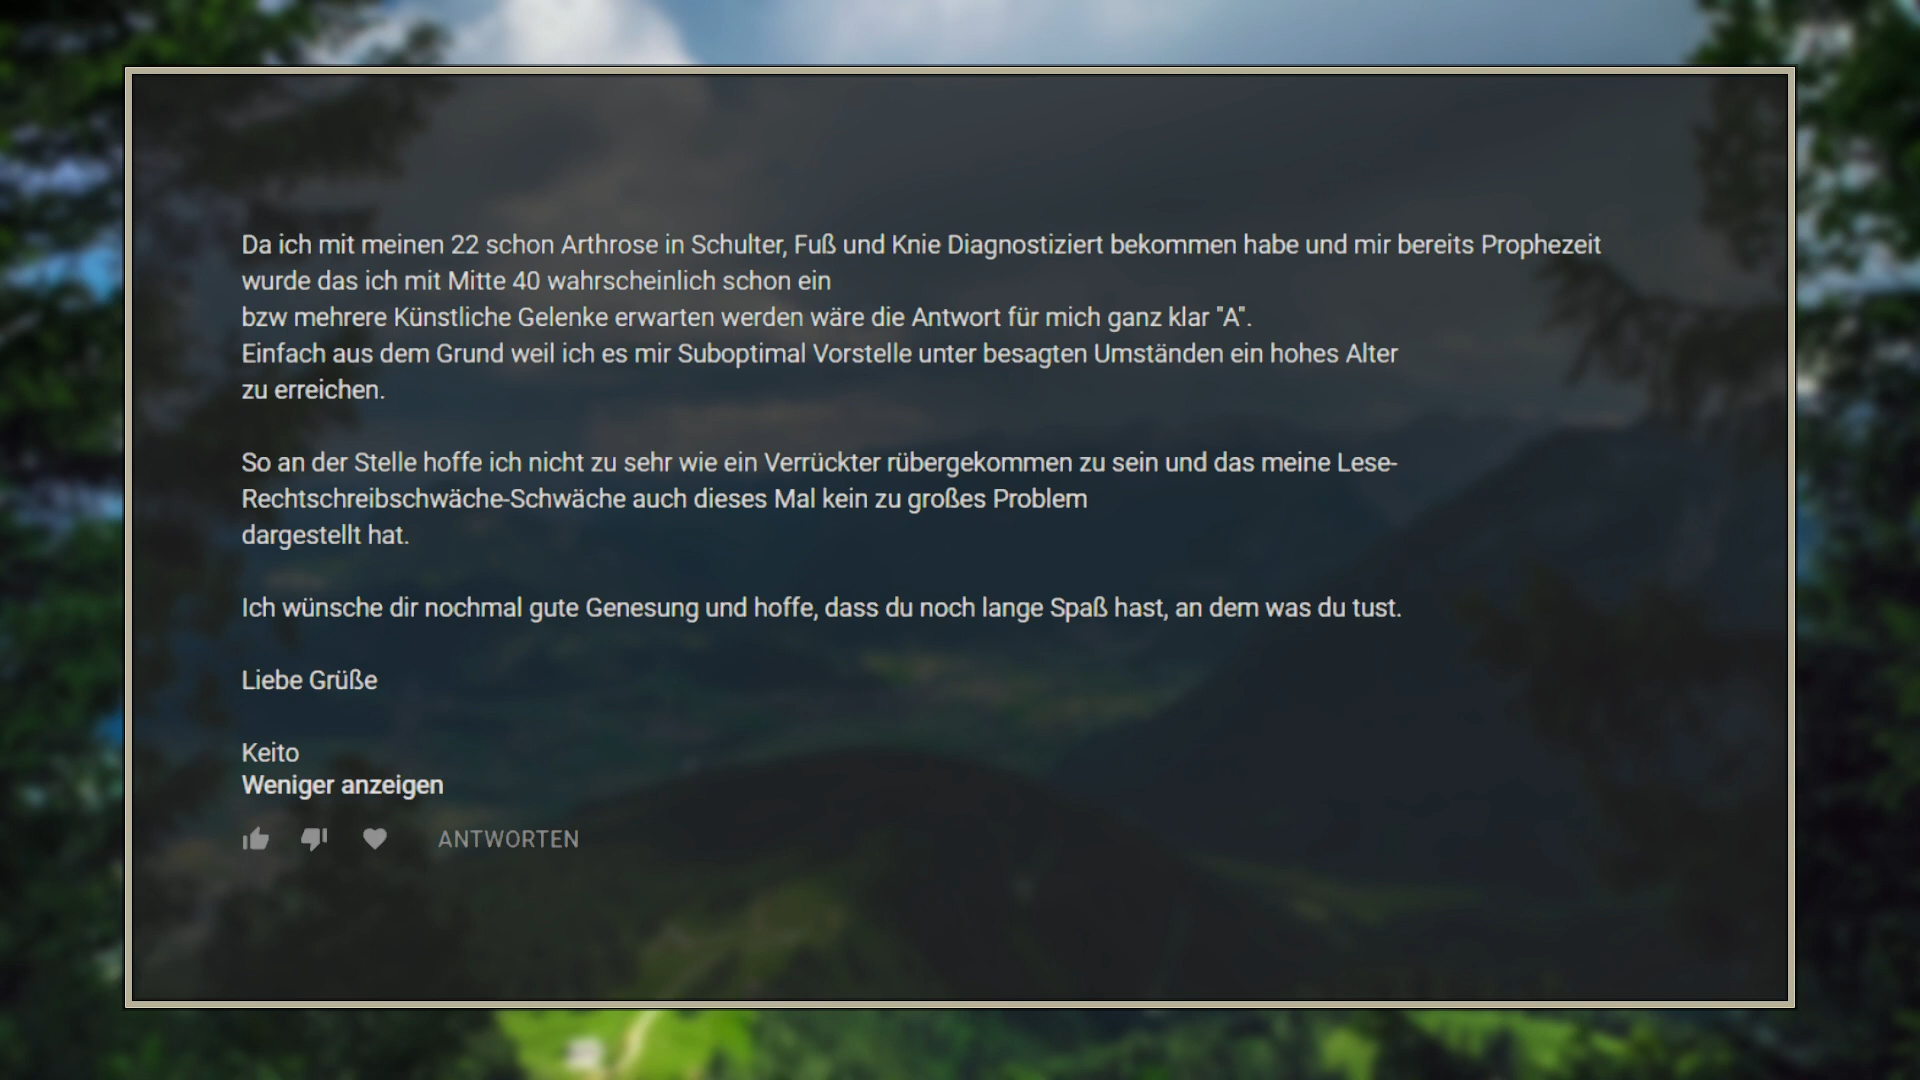 Da ich mit meinen 22 schon Arthrose in Schulter, Fuß und Knie Diagnostiziert bekommen habe und mir bereits Prophezeit
wurde das ich mit Mitte 40 wahrscheinlich schon ein
bzw mehrere Künstliche Gelenke erwarten werden wäre die Antwort für mich ganz klar "A".
Einfach aus dem Grund weil ich es mir Suboptimal Vorstelle unter besagten Umständen ein hohes Alter
zu erreichen.
So an der Stelle hoffe ich nicht zu sehr wie ein Verrückter rübergekommen zu sein und das meine Lese-
Rechtschreibschwäche-Schwäche auch dieses Mal kein zu großes Problem
dargestellt hat.
Ich wünsche dir nochmal gute Genesung und hoffe, dass du noch lange Spaß hast, an dem was du tust.
Liebe Grüße
Keito
Weniger anzeigen
ANTWORTEN